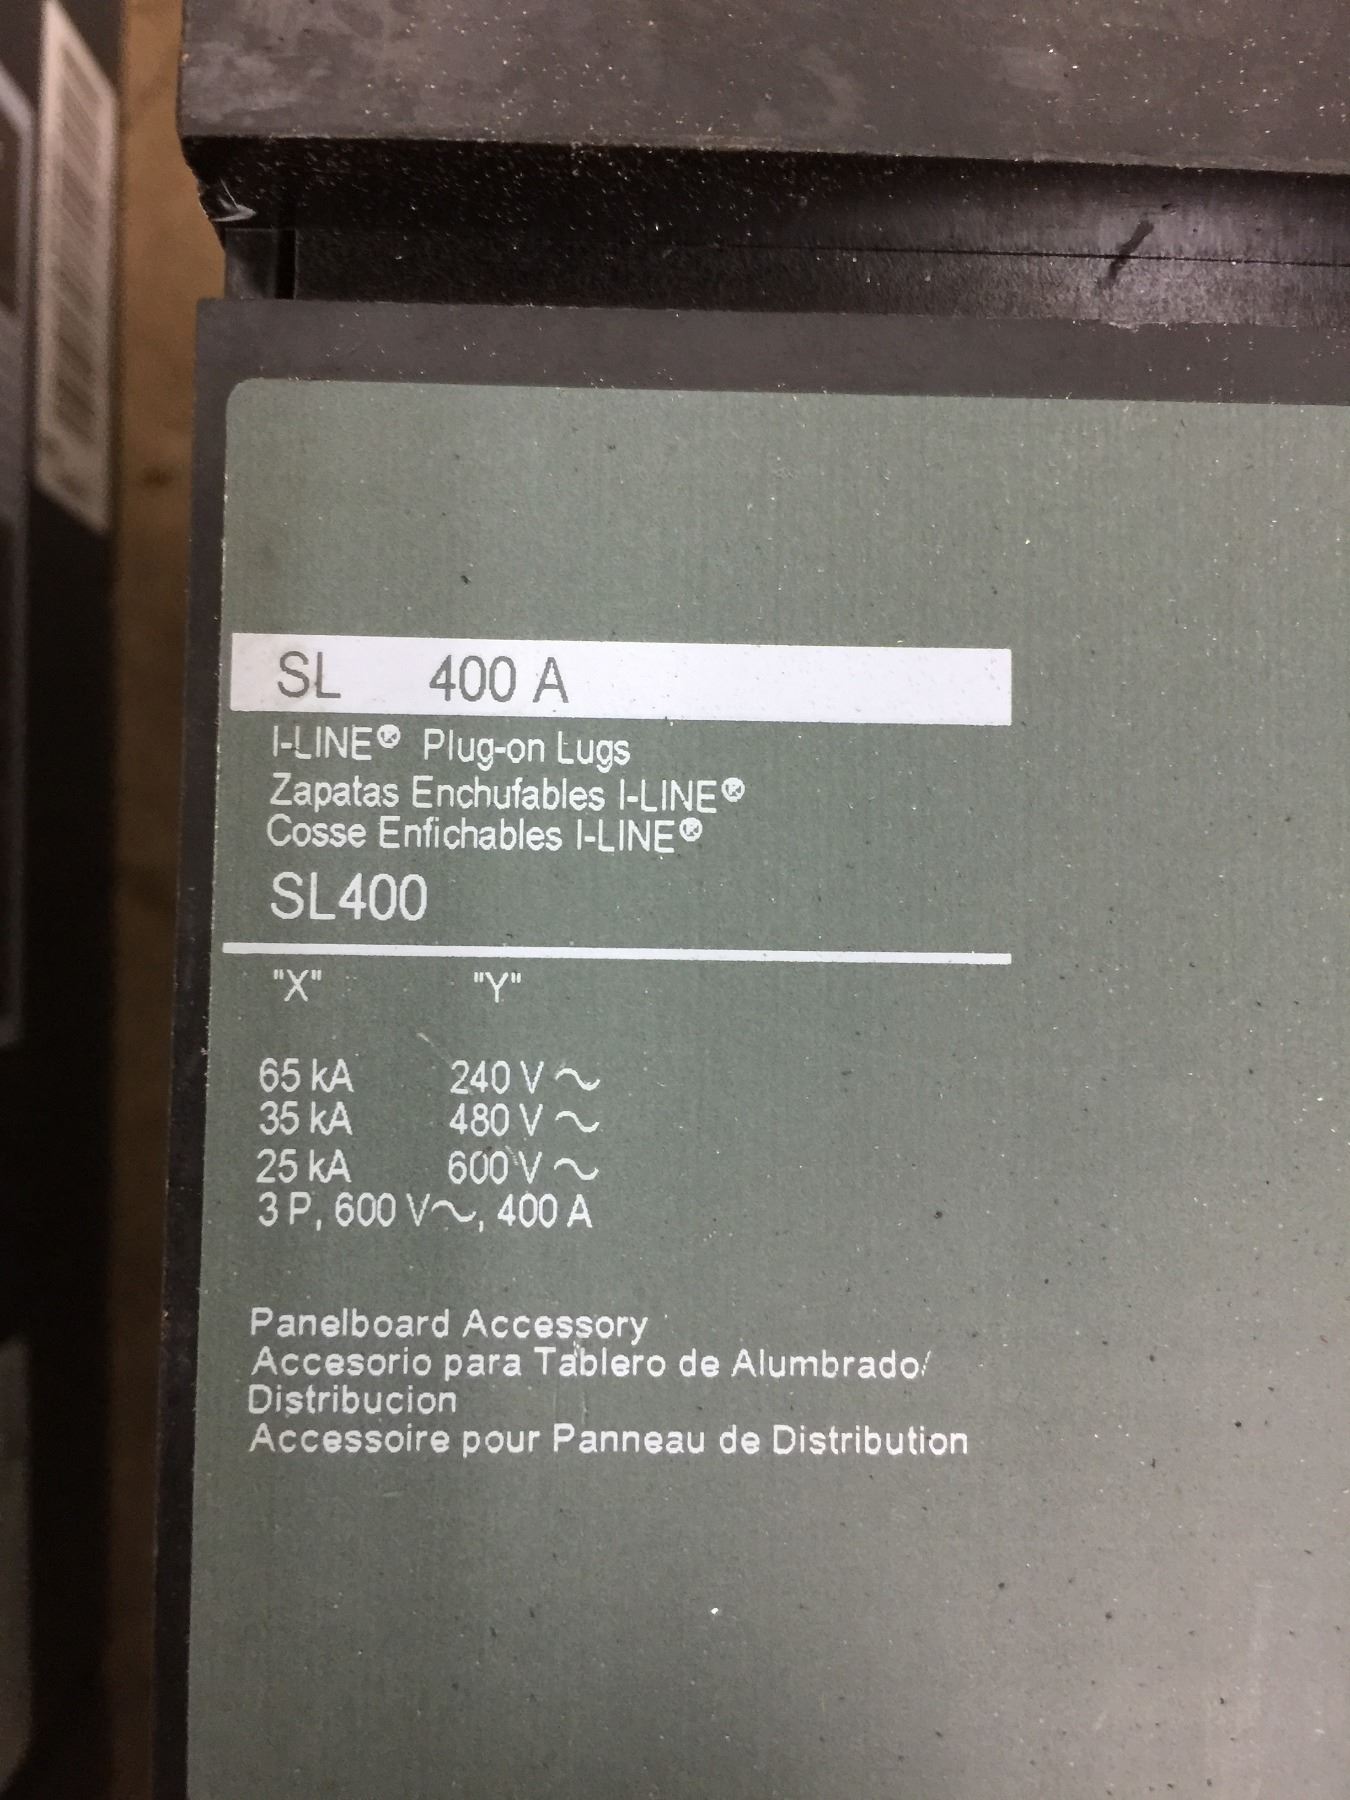 SL 400 A
I-LINE® Plug-on Lugs
Zapatas Enchufables I-LINE®
Cosse Enfichables I-LINE®
SL400
"X" "Y"
65 kA 240 V ~
35 kA 480 V ~
25 kA 600 V ~
3 P, 600 V~, 400 A
Panelboard Accessory
Accesorio para Tablero de Alumbrado/
Distribucion
Accessoire pour Panneau de Distribution